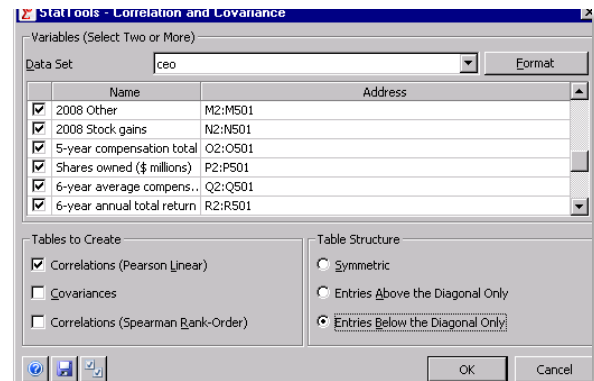 StatTools - Correlation and Covariance
Variables (Select Two or More)
Data Set ceo Format
Name Address
2008 Other M2:M501
2008 Stock gains N2:N501
5-year compensation total O2:O501
Shares owned ($ millions) P2:P501
6-year average compens.. Q2:Q501
6-year annual total return R2:R501
Tables to Create Table Structure
Correlations (Pearson Linear) Symmetric
Covariances Entries Above the Diagonal Only
Correlations (Spearman Rank-Order) Entries Below the Diagonal Only
OK Cancel